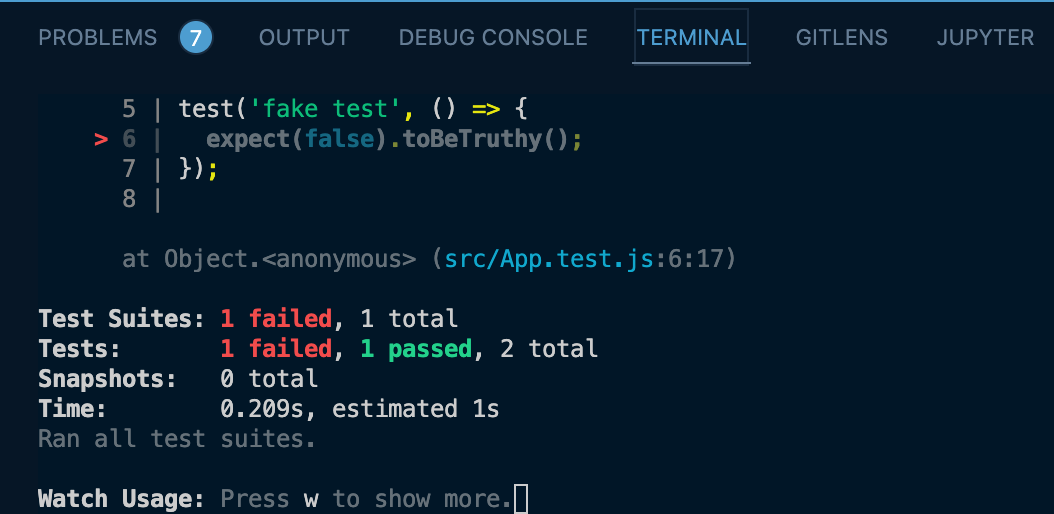 PROBLEMS 7 OUTPUT DEBUG CONSOLE TERMINAL GITLENS JUPYTER
5 | test('fake test', () => {
> 6 |   expect(false).toBeTruthy();
7 | });
8 |
at Object.<anonymous> (src/App.test.js:6:17)
Test Suites: 1 failed, 1 total
Tests:       1 failed, 1 passed, 2 total
Snapshots:   0 total
Time:        0.209s, estimated 1s
Ran all test suites.
Watch Usage: Press w to show more.